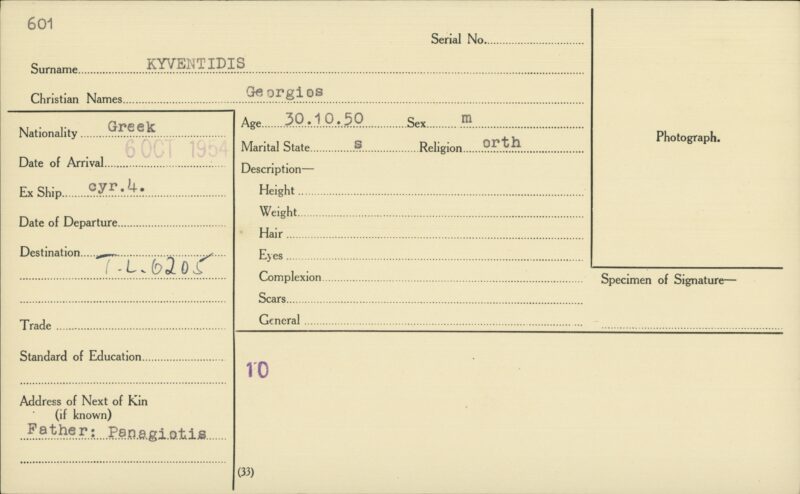 601
Serial No.
Surname KYVENTIDIS
Christian Names Georgios
Nationality Greek
Date of Arrival 6 OCT 1954
Ex Ship cyr.4.
Date of Departure
Destination T.L.6205
Trade
Standard of Education
Address of Next of Kin
(if known)
Father: Panagiotis
Age 30.10.50 Sex m
Marital State s Religion orth
Description—
Height
Weight
Hair
Eyes
Complexion
Scars
General
10
(33)
Photograph.
Specimen of Signature—